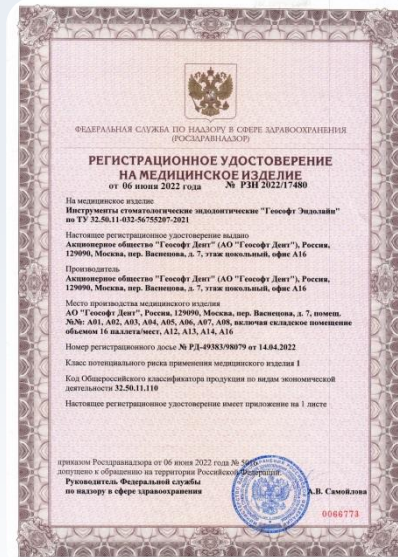 ФЕДЕРАЛЬНАЯ СЛУЖБА ПО НАДЗОРУ В СФЕРЕ ЗДРАВООХРАНЕНИЯ
(РОСЗДРАВНАДЗОР)
РЕГИСТРАЦИОННОЕ УДОСТОВЕРЕНИЕ
НА МЕДИЦИНСКОЕ ИЗДЕЛИЕ
от 06 июня 2022 года № РЗН 2022/17480
На медицинское изделие
Инструменты стоматологические эндодонтические "Геософт Эндолайн"
по ТУ 32.50.11-032-56755207-2021
Настоящее регистрационное удостоверение выдано
Акционерное общество "Геософт Дент" (АО "Геософт Дент"), Россия,
129090, Москва, пер. Васнецова, д. 7, этаж цокольный, офис А16
Производитель
Акционерное общество "Геософт Дент" (АО "Геософт Дент"), Россия,
129090, Москва, пер. Васнецова, д. 7, этаж цокольный, офис А16
Место производства медицинского изделия
АО "Геософт Дент", Россия, 129090, Москва, пер. Васнецова, д. 7, помещ.
№№: А01, А02, А03, А04, А05, А06, А07, А08, включая складское помещение
объемом 16 паллета/мест, А12, А13, А14, А16
Номер регистрационного досье № РД-49383/98079 от 14.04.2022
Класс потенциального риска применения медицинского изделия 1
Код Общероссийского классификатора продукции по видам экономической
деятельности 32.50.11.110
Настоящее регистрационное удостоверение имеет приложение на 1 листе
приказом Росздравнадзора от 06 июня 2022 года №
допущено к обращению на территории Российской Федерации.
Руководитель Федеральной службы
по надзору в сфере здравоохранения
А.В. Самойлова
0066773